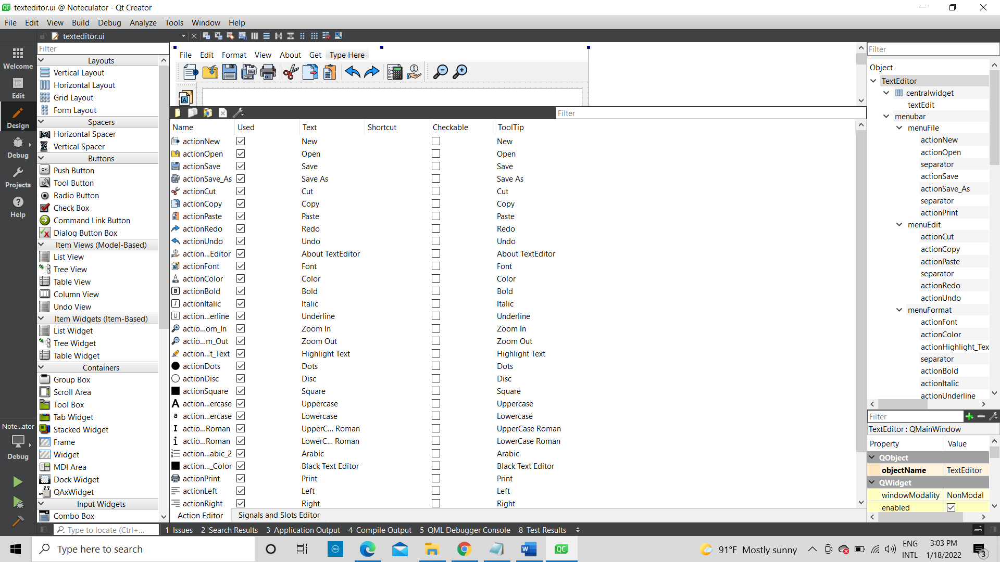 texteditor.ui @ Noteculator - Qt Creator
File Edit View Build Debug Analyze Tools Window Help
texteditor.ui
Welcome
Edit
Design
Debug
Projects
Help
Note...ator
Debug
Filter
Layouts
Vertical Layout
Horizontal Layout
Grid Layout
Form Layout
Spacers
Horizontal Spacer
Vertical Spacer
Buttons
Push Button
Tool Button
Radio Button
Check Box
Command Link Button
Dialog Button Box
Item Views (Model-Based)
List View
Tree View
Table View
Column View
Undo View
Item Widgets (Item-Based)
List Widget
Tree Widget
Table Widget
Containers
Group Box
Scroll Area
Tool Box
Tab Widget
Stacked Widget
Frame
Widget
MDI Area
Dock Widget
QAxWidget
Input Widgets
Combo Box
File Edit Format View About Get Type Here
Filter
Name Used Text Shortcut Checkable ToolTip
actionNew New New
actionOpen Open Open
actionSave Save Save
actionSave_As Save As Save As
actionCut Cut Cut
actionCopy Copy Copy
actionPaste Paste Paste
actionRedo Redo Redo
actionUndo Undo Undo
action...Editor About TextEditor About TextEditor
actionFont Font Font
actionColor Color Color
actionBold Bold Bold
actionItalic Italic Italic
action...erline Underline Underline
actio...om_In Zoom In Zoom In
actio...m_Out Zoom Out Zoom Out
action...t_Text Highlight Text Highlight Text
actionDots Dots Dots
actionDisc Disc Disc
actionSquare Square Square
action...ercase Uppercase Uppercase
action...ercase Lowercase Lowercase
actio...Roman UpperC... Roman UpperCase Roman
actio...Roman LowerC... Roman LowerCase Roman
action...abic_2 Arabic Arabic
action..._Color Black Text Editor Black Text Editor
actionPrint Print Print
actionLeft Left Left
actionRight Right Right
Action Editor Signals and Slots Editor
Filter
Object
TextEditor
centralwidget
textEdit
menubar
menuFile
actionNew
actionOpen
separator
actionSave
actionSave_As
separator
actionPrint
menuEdit
actionCut
actionCopy
actionPaste
separator
actionRedo
actionUndo
menuFormat
actionFont
actionColor
actionHighlight_Tex
separator
actionBold
actionItalic
actionUnderline
Filter
TextEditor : QMainWindow
Property Value
QObject
objectName TextEditor
QWidget
windowModality NonModal
enabled
Type to locate (Ctrl+...
1 Issues 2 Search Results 3 Application Output 4 Compile Output 5 QML Debugger Console 8 Test Results
Type here to search
91°F Mostly sunny
ENG
INTL
3:03 PM
1/18/2022
3